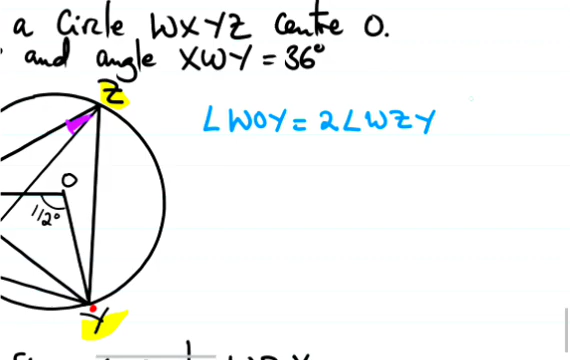 a Circle WXYZ Centre O.
and angle XWY = 36°
Z
∠WOY = 2∠WZY
O
112°
Y